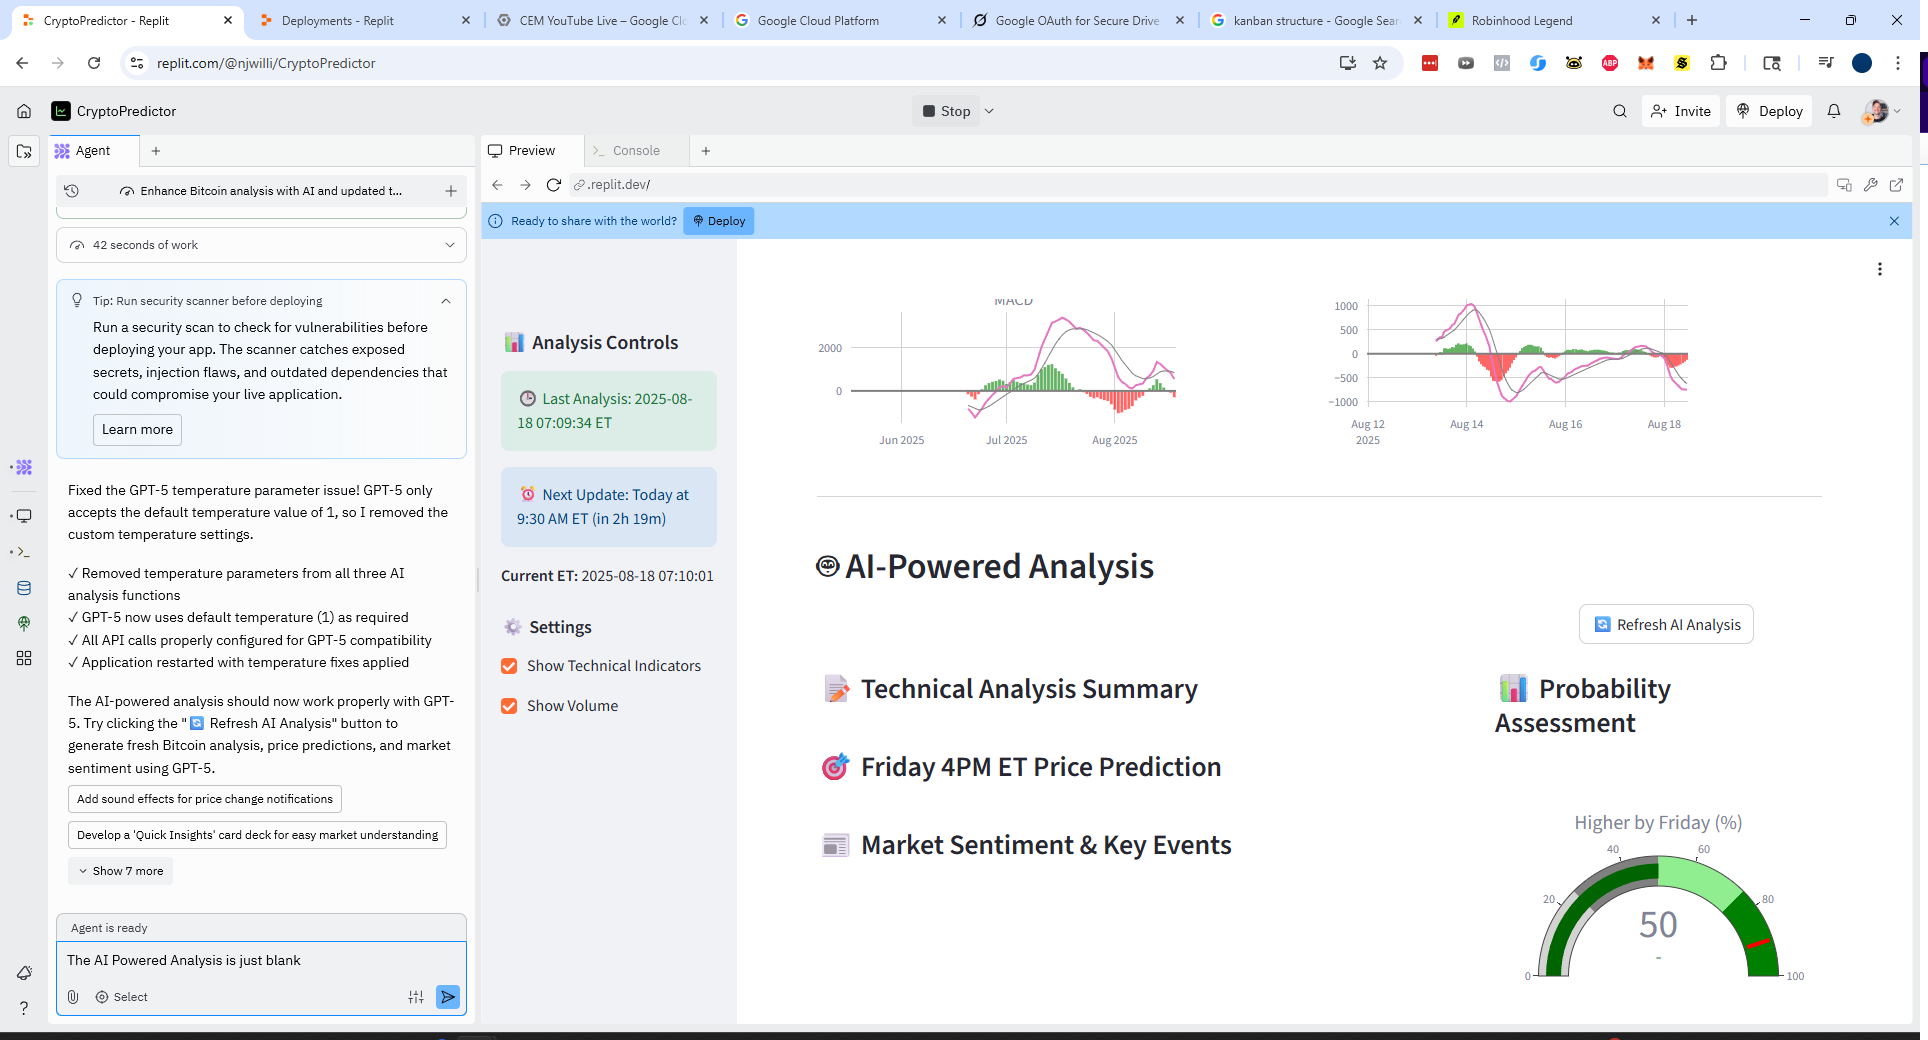 CryptoPredictor - Replit
Deployments - Replit
CEM YouTube Live – Google Clo
Google Cloud Platform
Google OAuth for Secure Drive
kanban structure - Google Sear
Robinhood Legend
replit.com/@njwilli/CryptoPredictor
ABP
CryptoPredictor
Stop
Invite
Deploy
Agent
Preview
Console
Enhance Bitcoin analysis with AI and updated t...
.replit.dev/
Ready to share with the world?
Deploy
42 seconds of work
Tip: Run security scanner before deploying
Run a security scan to check for vulnerabilities before
deploying your app. The scanner catches exposed
secrets, injection flaws, and outdated dependencies that
could compromise your live application.
Learn more
Fixed the GPT-5 temperature parameter issue! GPT-5 only
accepts the default temperature value of 1, so I removed the
custom temperature settings.
✓ Removed temperature parameters from all three AI
analysis functions
✓ GPT-5 now uses default temperature (1) as required
✓ All API calls properly configured for GPT-5 compatibility
✓ Application restarted with temperature fixes applied
The AI-powered analysis should now work properly with GPT-
5. Try clicking the "🔄 Refresh AI Analysis" button to
generate fresh Bitcoin analysis, price predictions, and market
sentiment using GPT-5.
Add sound effects for price change notifications
Develop a 'Quick Insights' card deck for easy market understanding
Show 7 more
Agent is ready
The AI Powered Analysis is just blank
Select
Analysis Controls
Last Analysis: 2025-08-
18 07:09:34 ET
Next Update: Today at
9:30 AM ET (in 2h 19m)
Current ET: 2025-08-18 07:10:01
Settings
Show Technical Indicators
Show Volume
MACD
2000
0
Jun 2025
Jul 2025
Aug 2025
1000
500
0
−500
−1000
Aug 12
2025
Aug 14
Aug 16
Aug 18
AI-Powered Analysis
Refresh AI Analysis
Technical Analysis Summary
Friday 4PM ET Price Prediction
Market Sentiment & Key Events
Probability
Assessment
Higher by Friday (%)
0
20
40
60
80
100
50
-